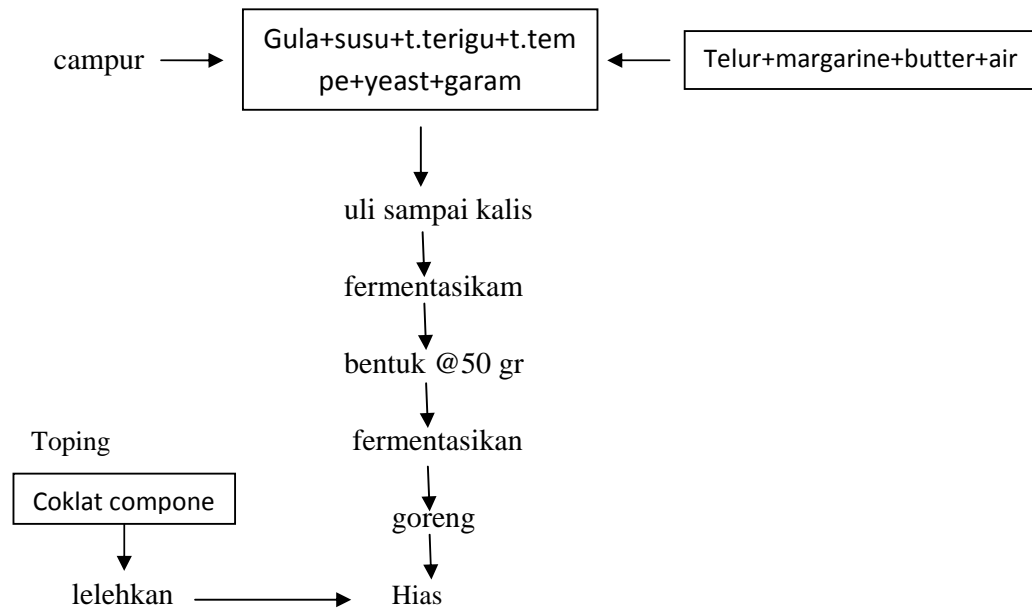 campur
Gula+susu+t.terigu+t.tem
pe+yeast+garam
Telur+margarine+butter+air
uli sampai kalis
fermentasikam
bentuk @50 gr
fermentasikan
Toping
Coklat compone
goreng
lelehkan
Hias